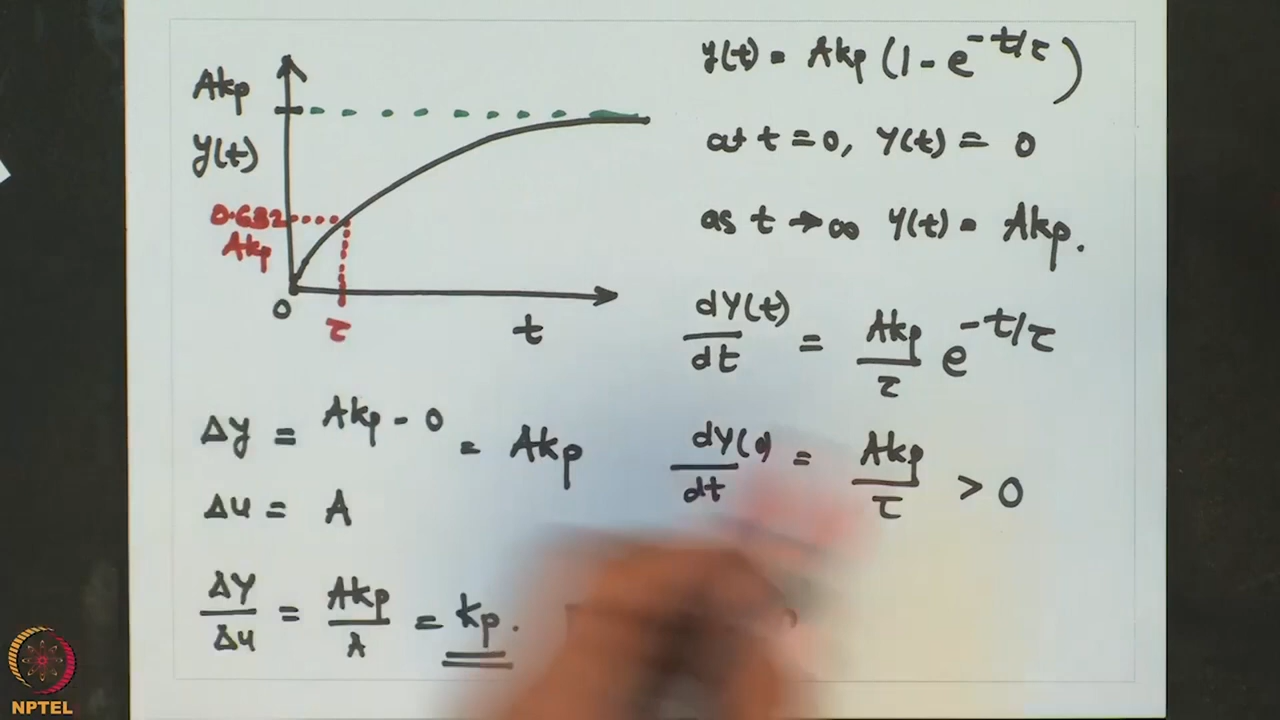 Akp
y(t)
0.632
Akp
0
τ
t
y(t) = Akp (1 - e^{-t/τ})
at t = 0, y(t) = 0
as t → ∞ y(t) = Akp.
dy(t)/dt = Akp/τ e^{-t/τ}
dy(0)/dt = Akp/τ > 0
Δy = Akp - 0 = Akp
Δu = A
Δy/Δu = Akp/A = kp.
NPTEL